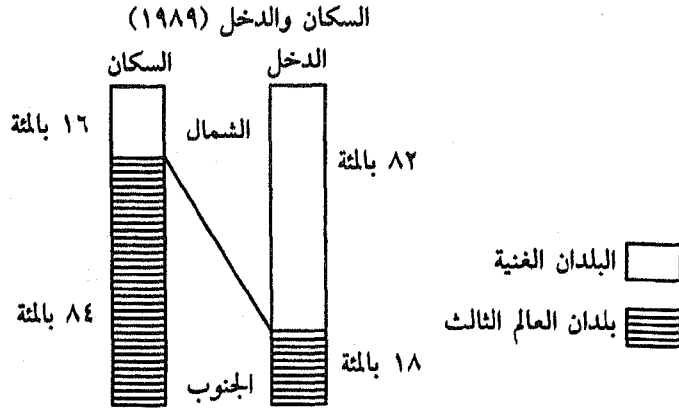 السكان والدخل (١٩٨٩)
الدخل
السكان
١٦ بالمئة
الشمال
٨٢ بالمئة
البلدان الغنية
بلدان العالم الثالث
٨٤ بالمئة
١٨ بالمئة
الجنوب